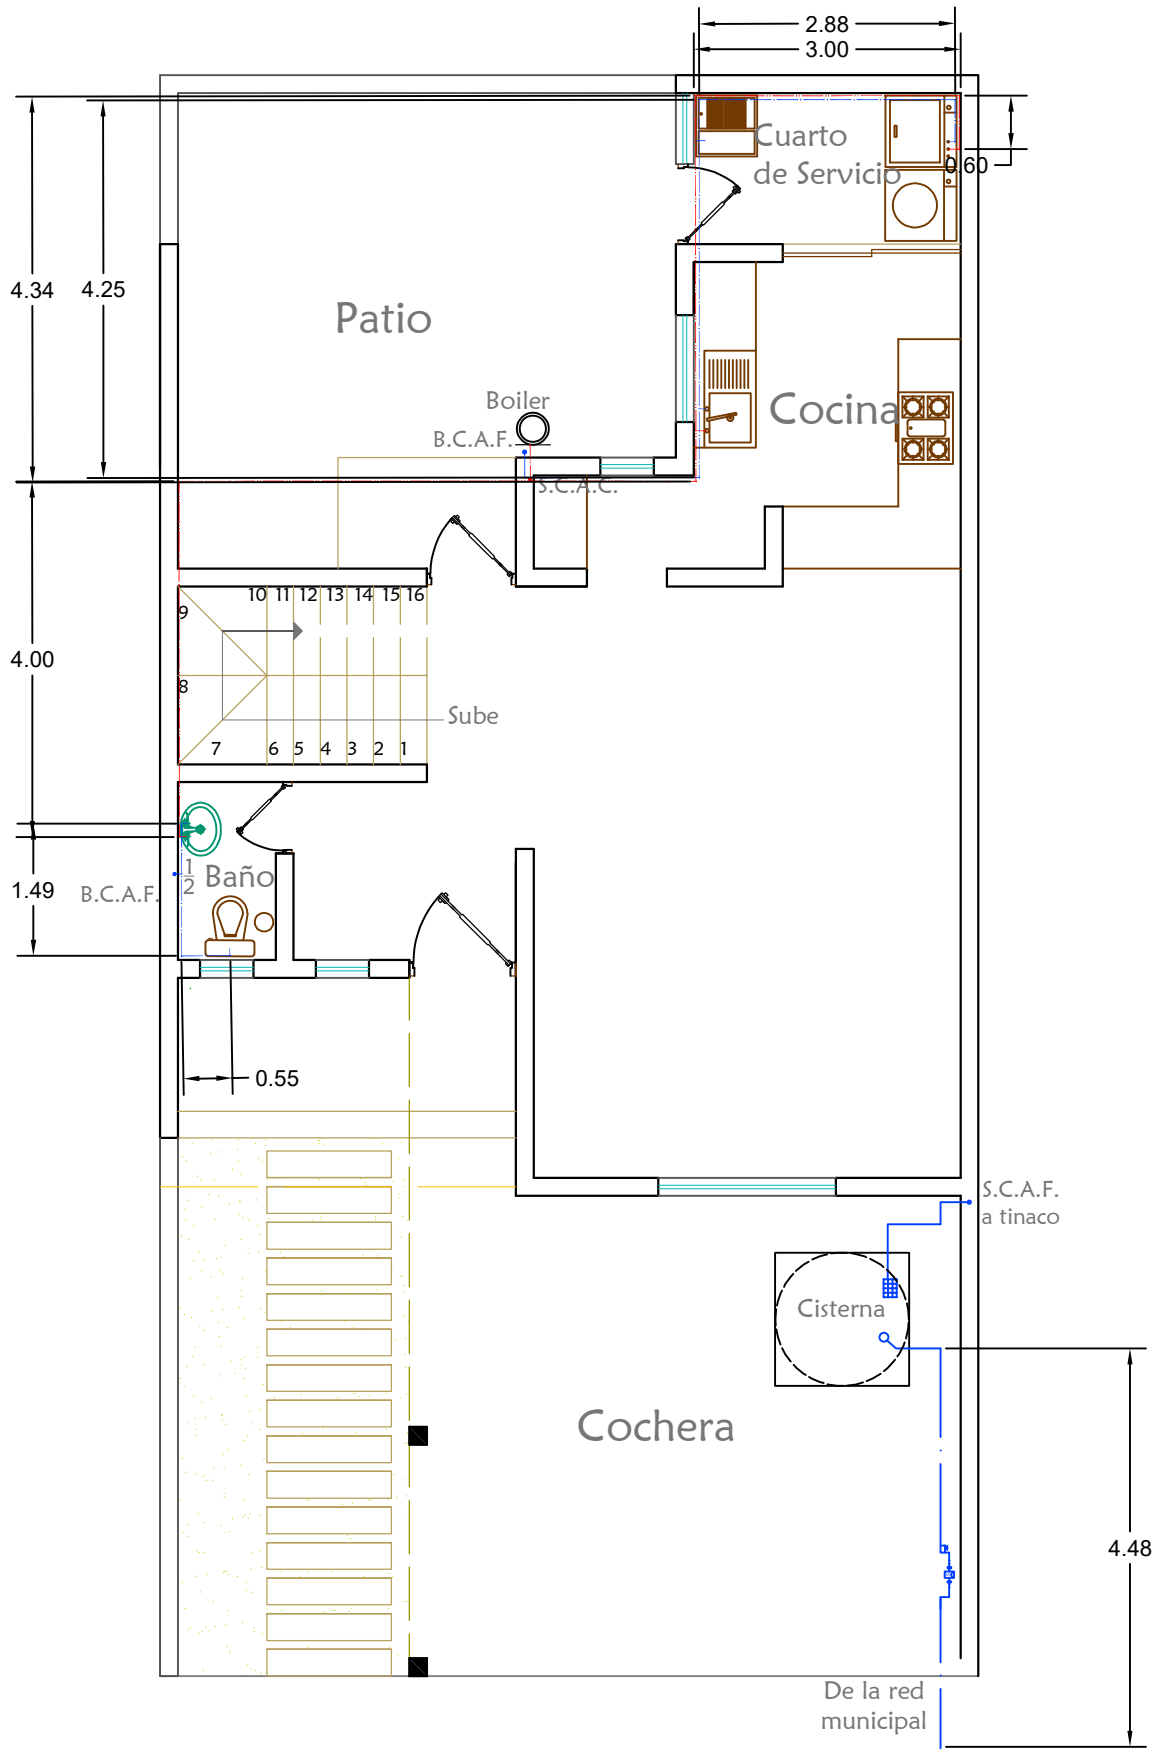 2.88
3.00
Cuarto
de Servicio
0.60
4.34
4.25
Patio
Boiler
B.C.A.F.
S.C.A.C.
Cocina
10 11 12 13 14 15 16
9
8
4.00
Sube
7 6 5 4 3 2 1
1
2
Baño
B.C.A.F.
1.49
0.55
S.C.A.F.
a tinaco
Cisterna
Cochera
4.48
De la red
municipal